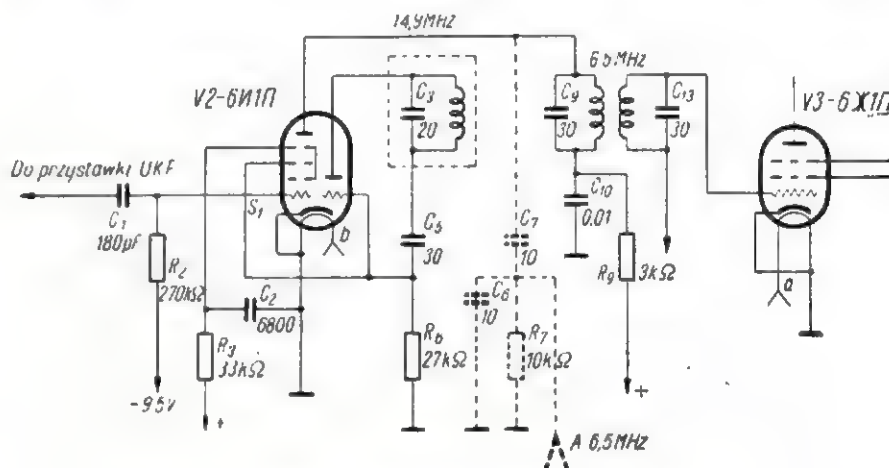 14,9MHz
6,5MHz
V2-6И1П
V3-6Ж1П
C3
20
C9
30
C13
30
Do przystawki UKF
C1
180pf
S1
b
R2
270kΩ
C2
6800
C5
30
C7
10
C6
10
C10
0,01
R9
3kΩ
a
R3
33kΩ
R6
27kΩ
R7
10kΩ
-9,5V
+
+
A 6,5MHz